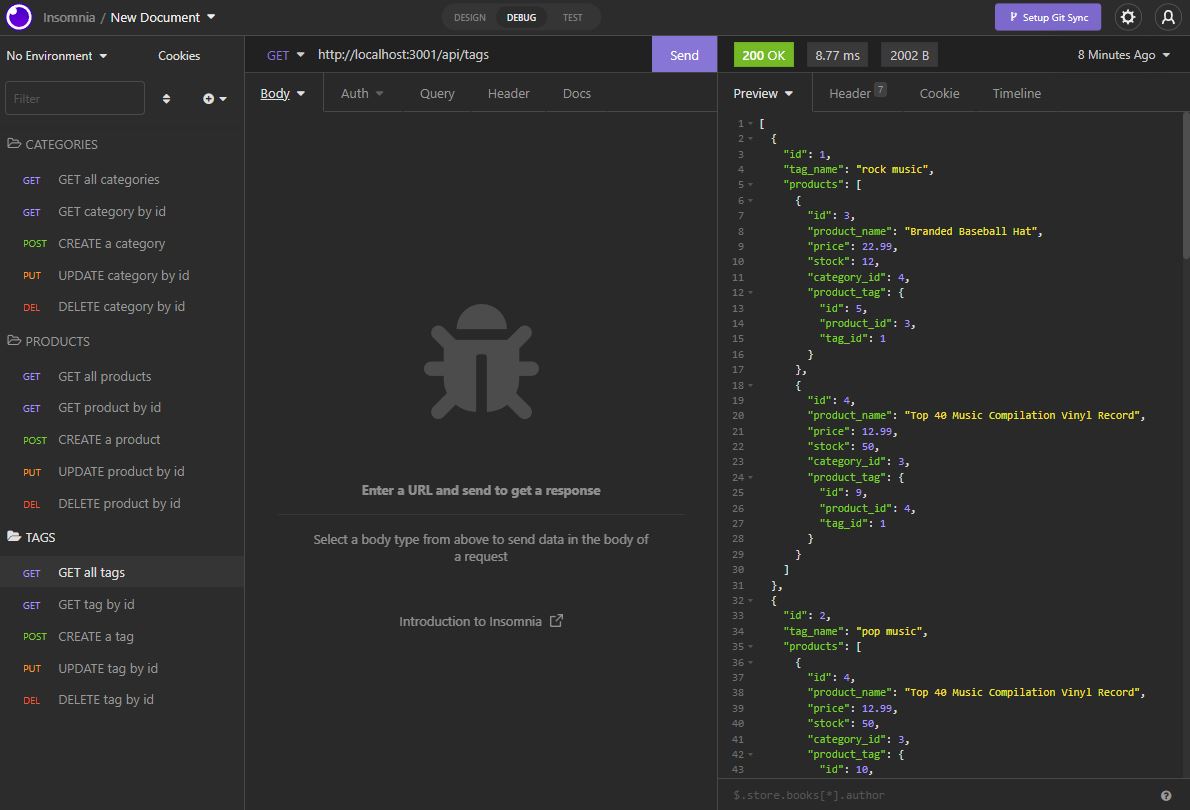 Insomnia / New Document
DESIGN DEBUG TEST
Setup Git Sync
No Environment
Cookies
Filter
CATEGORIES
GET GET all categories
GET GET category by id
POST CREATE a category
PUT UPDATE category by id
DEL DELETE category by id
PRODUCTS
GET GET all products
GET GET product by id
POST CREATE a product
PUT UPDATE product by id
DEL DELETE product by id
TAGS
GET GET all tags
GET GET tag by id
POST CREATE a tag
PUT UPDATE tag by id
DEL DELETE tag by id
GET http://localhost:3001/api/tags Send
Body Auth Query Header Docs
Enter a URL and send to get a response
Select a body type from above to send data in the body of
a request
Introduction to Insomnia
200 OK 8.77 ms 2002 B 8 Minutes Ago
Preview Header 7 Cookie Timeline
1 [
2 {
3 "id": 1,
4 "tag_name": "rock music",
5 "products": [
6 {
7 "id": 3,
8 "product_name": "Branded Baseball Hat",
9 "price": 22.99,
10 "stock": 12,
11 "category_id": 4,
12 "product_tag": {
13 "id": 5,
14 "product_id": 3,
15 "tag_id": 1
16 }
17 },
18 {
19 "id": 4,
20 "product_name": "Top 40 Music Compilation Vinyl Record",
21 "price": 12.99,
22 "stock": 50,
23 "category_id": 3,
24 "product_tag": {
25 "id": 9,
26 "product_id": 4,
27 "tag_id": 1
28 }
29 }
30 ]
31 },
32 {
33 "id": 2,
34 "tag_name": "pop music",
35 "products": [
36 {
37 "id": 4,
38 "product_name": "Top 40 Music Compilation Vinyl Record",
39 "price": 12.99,
40 "stock": 50,
41 "category_id": 3,
42 "product_tag": {
43 "id": 10,
$.store.books[*].author